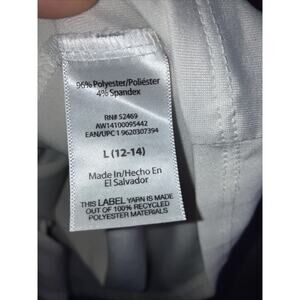 96% Polyester/Poliéster
4% Spandex
RN# 52469
AW14100095442
EAN/UPC 1 9620307394
L (12-14)
Made In/Hecho En
El Salvador
THIS LABEL YARN IS MADE
OUT OF 100% RECYCLED
POLYESTER MATERIALS